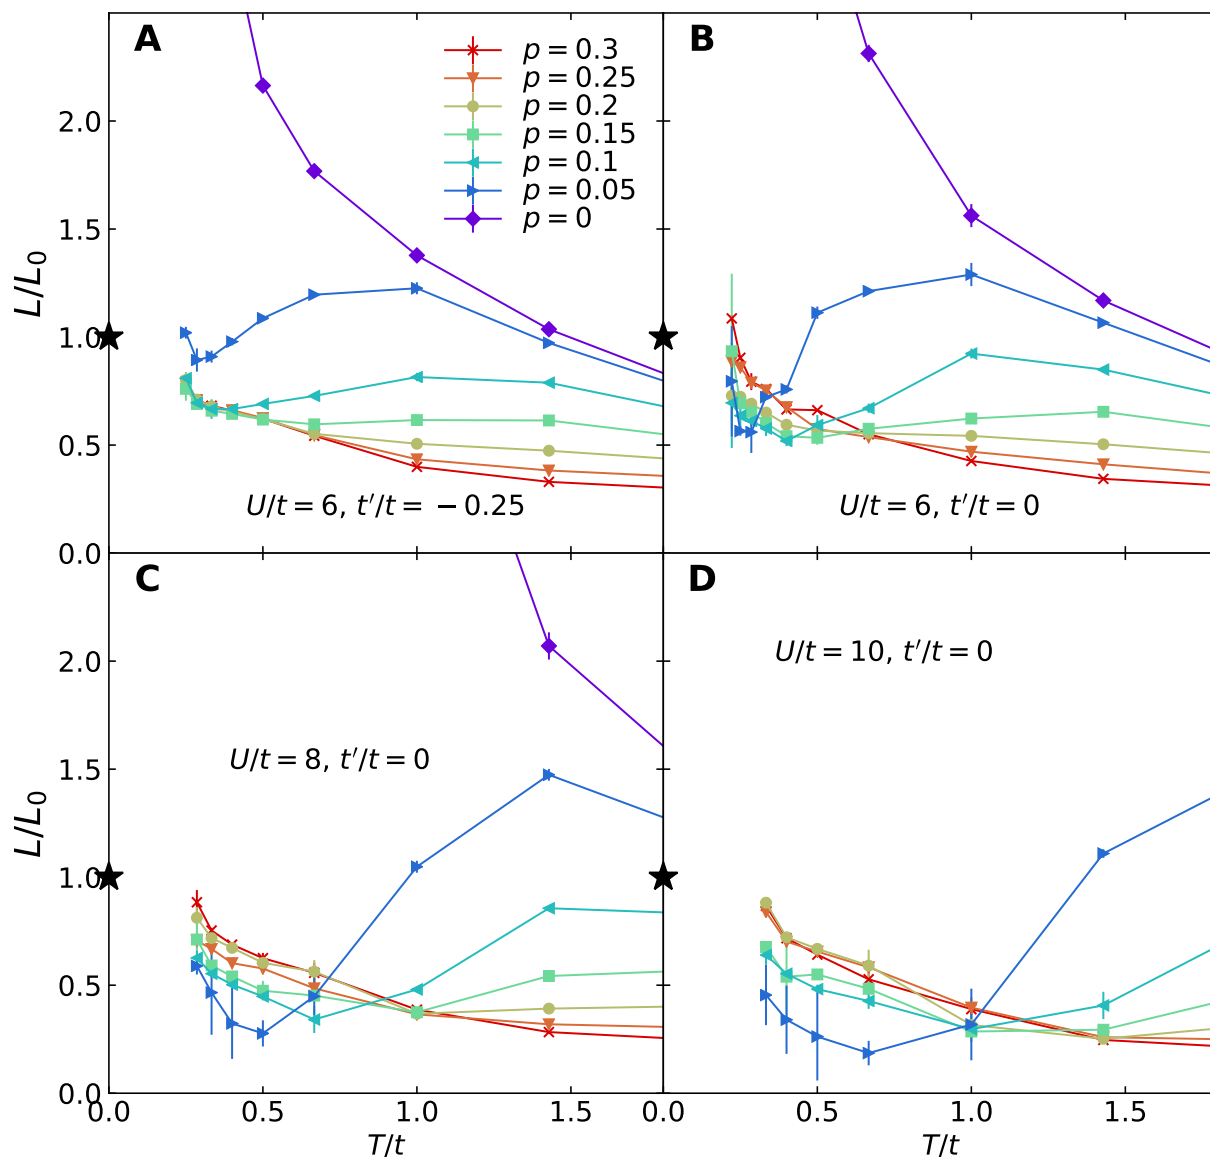 A
B
p = 0.3
p = 0.25
p = 0.2
p = 0.15
p = 0.1
p = 0.05
p = 0
2.0
1.5
1.0
0.5
0.0
L/L₀
U/t = 6, t′/t = −0.25
U/t = 6, t′/t = 0
C
D
U/t = 10, t′/t = 0
U/t = 8, t′/t = 0
2.0
1.5
1.0
0.5
0.0
L/L₀
0.0 0.5 1.0 1.5 0.0 0.5 1.0 1.5
T/t T/t